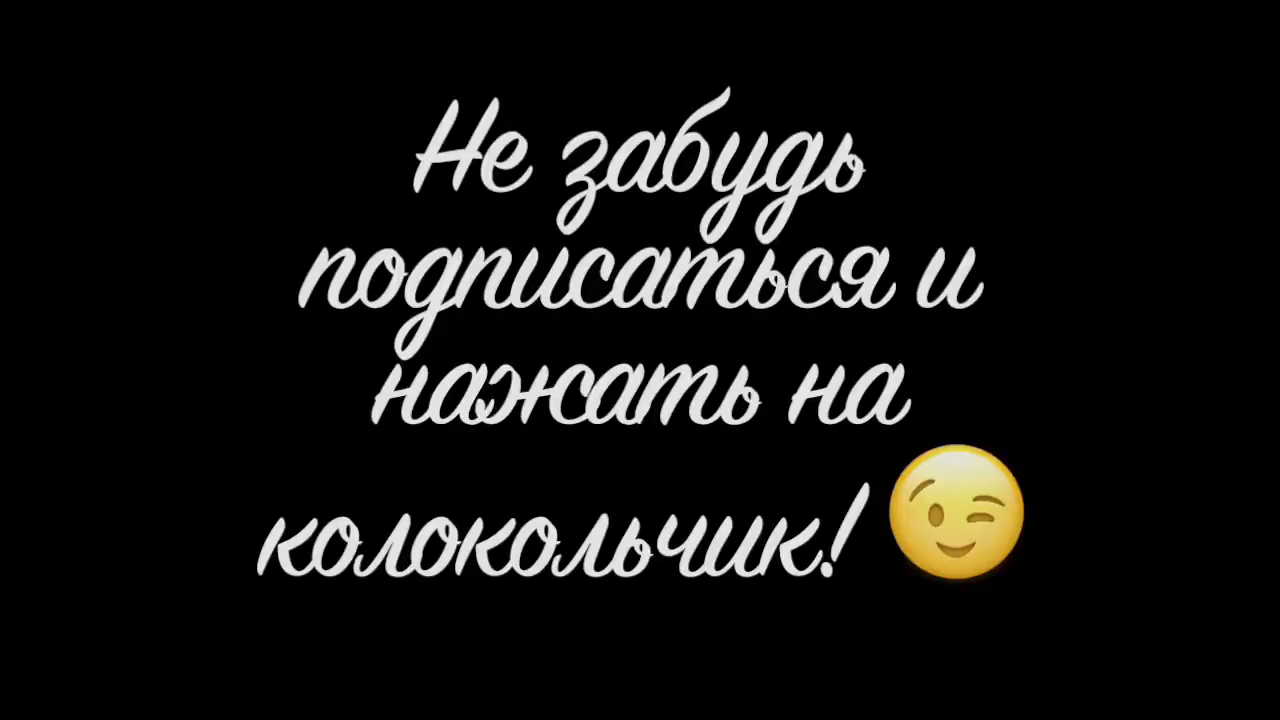 Не забудь
подписаться и
нажать на
колокольчик! 😉